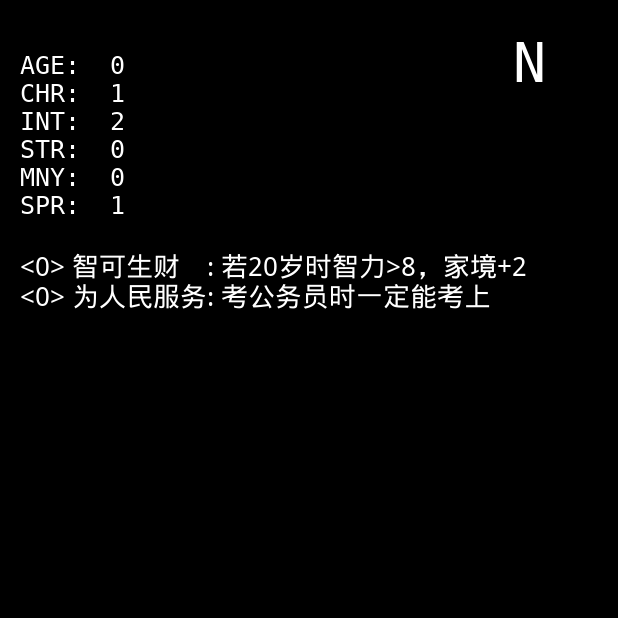 N
AGE: 0
CHR: 1
INT: 2
STR: 0
MNY: 0
SPR: 1
<0> 智可生财 : 若20岁时智力>8，家境+2
<0> 为人民服务: 考公务员时一定能考上